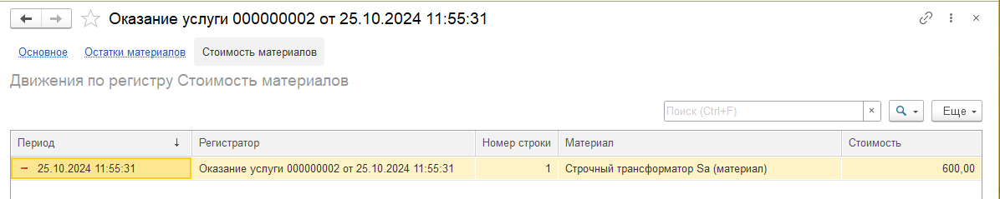 Оказание услуги 000000002 от 25.10.2024 11:55:31
Основное Остатки материалов Стоимость материалов
Движения по регистру Стоимость материалов
Поиск (Ctrl+F) × Еще
Период ↓ Регистратор Номер строки Материал Стоимость
25.10.2024 11:55:31 Оказание услуги 000000002 от 25.10.2024 11:55:31 1 Строчный трансформатор Sa (материал) 600,00